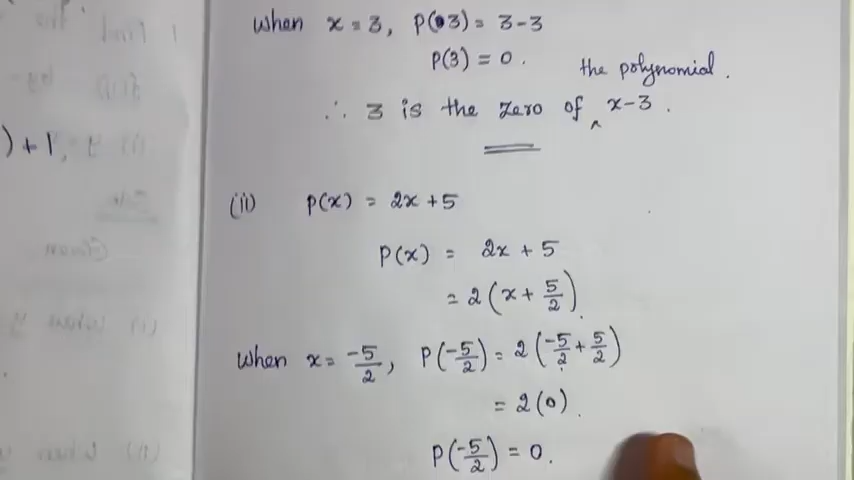 When x = 3, P(3) = 3-3
P(3) = 0.
the polynomial.
∴ 3 is the zero of ‸ x-3.
(ii) P(x) = 2x+5
P(x) = 2x + 5
= 2(x + 5/2).
When x = -5/2, P(-5/2) = 2(-5/2 + 5/2)
= 2(0).
P(-5/2) = 0.
) + 1,